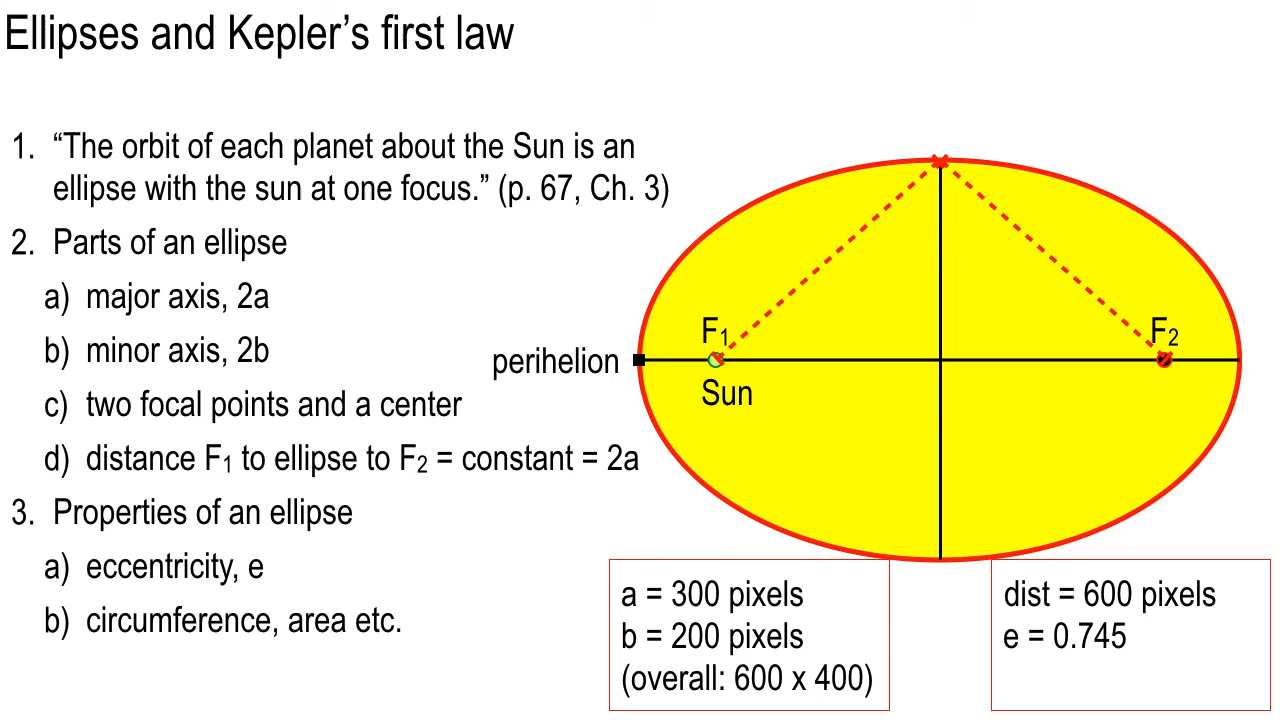 Ellipses and Kepler’s first law
1. “The orbit of each planet about the Sun is an
ellipse with the sun at one focus.” (p. 67, Ch. 3)
2. Parts of an ellipse
a) major axis, 2a
b) minor axis, 2b
c) two focal points and a center
d) distance F₁ to ellipse to F₂ = constant = 2a
3. Properties of an ellipse
a) eccentricity, e
b) circumference, area etc.
perihelion
F₁
Sun
F₂
a = 300 pixels
b = 200 pixels
(overall: 600 x 400)
dist = 600 pixels
e = 0.745